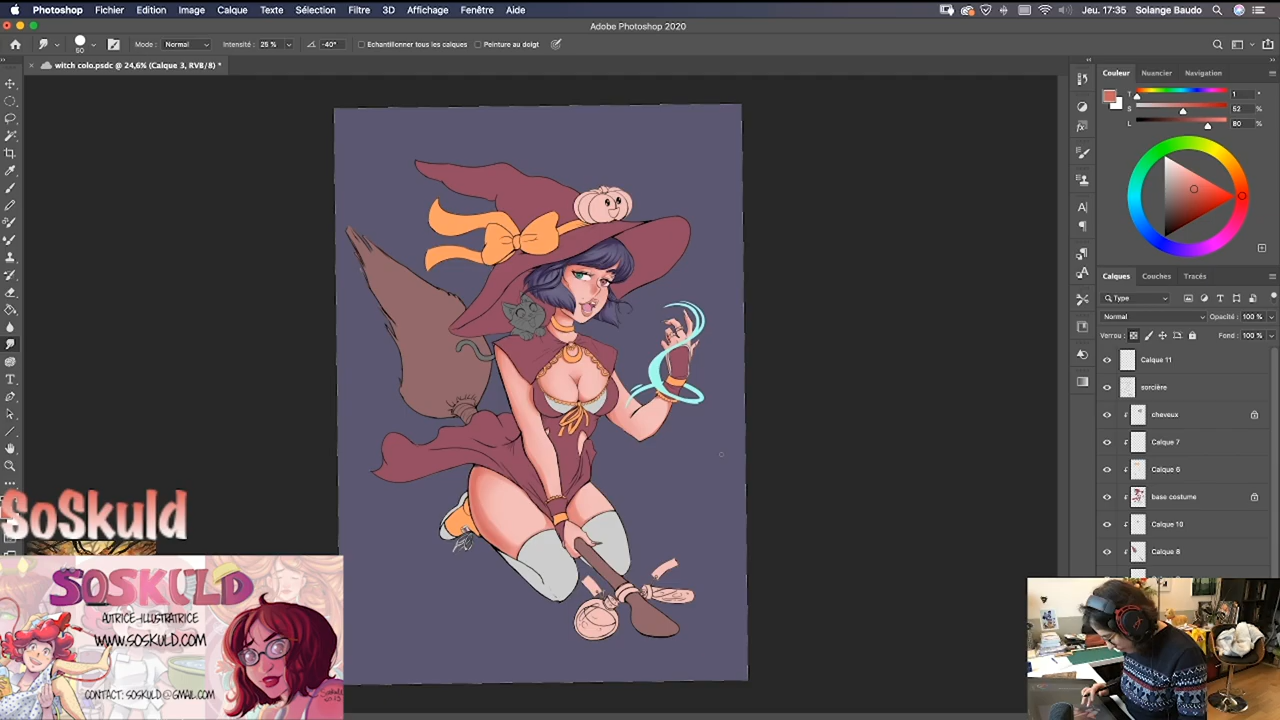 Photoshop Fichier Edition Image Calque Texte Sélection Filtre 3D Affichage Fenêtre Aide Jeu. 17:35 Solange Baudo
Adobe Photoshop 2020
50 Mode : Normal Intensité : 25 % -40° Echantillonner tous les calques Peinture au doigt
witch colo.psdc @ 24,6% (Calque 3, RVB/8) *
Couleur Nuancier Navigation
T 1 °
S 52 %
L 80 %
Calques Couches Tracés
Type
Normal Opacité : 100 %
Verrou : Fond : 100 %
Calque 11
sorcière
cheveux
Calque 7
Calque 6
base costume
Calque 10
Calque 8
SoSkuld
SOSKULD
AUTRICE-ILLUSTRATRICE
WWW.SOSKULD.COM
CONTACT: SOSKULD@GMAIL.COM